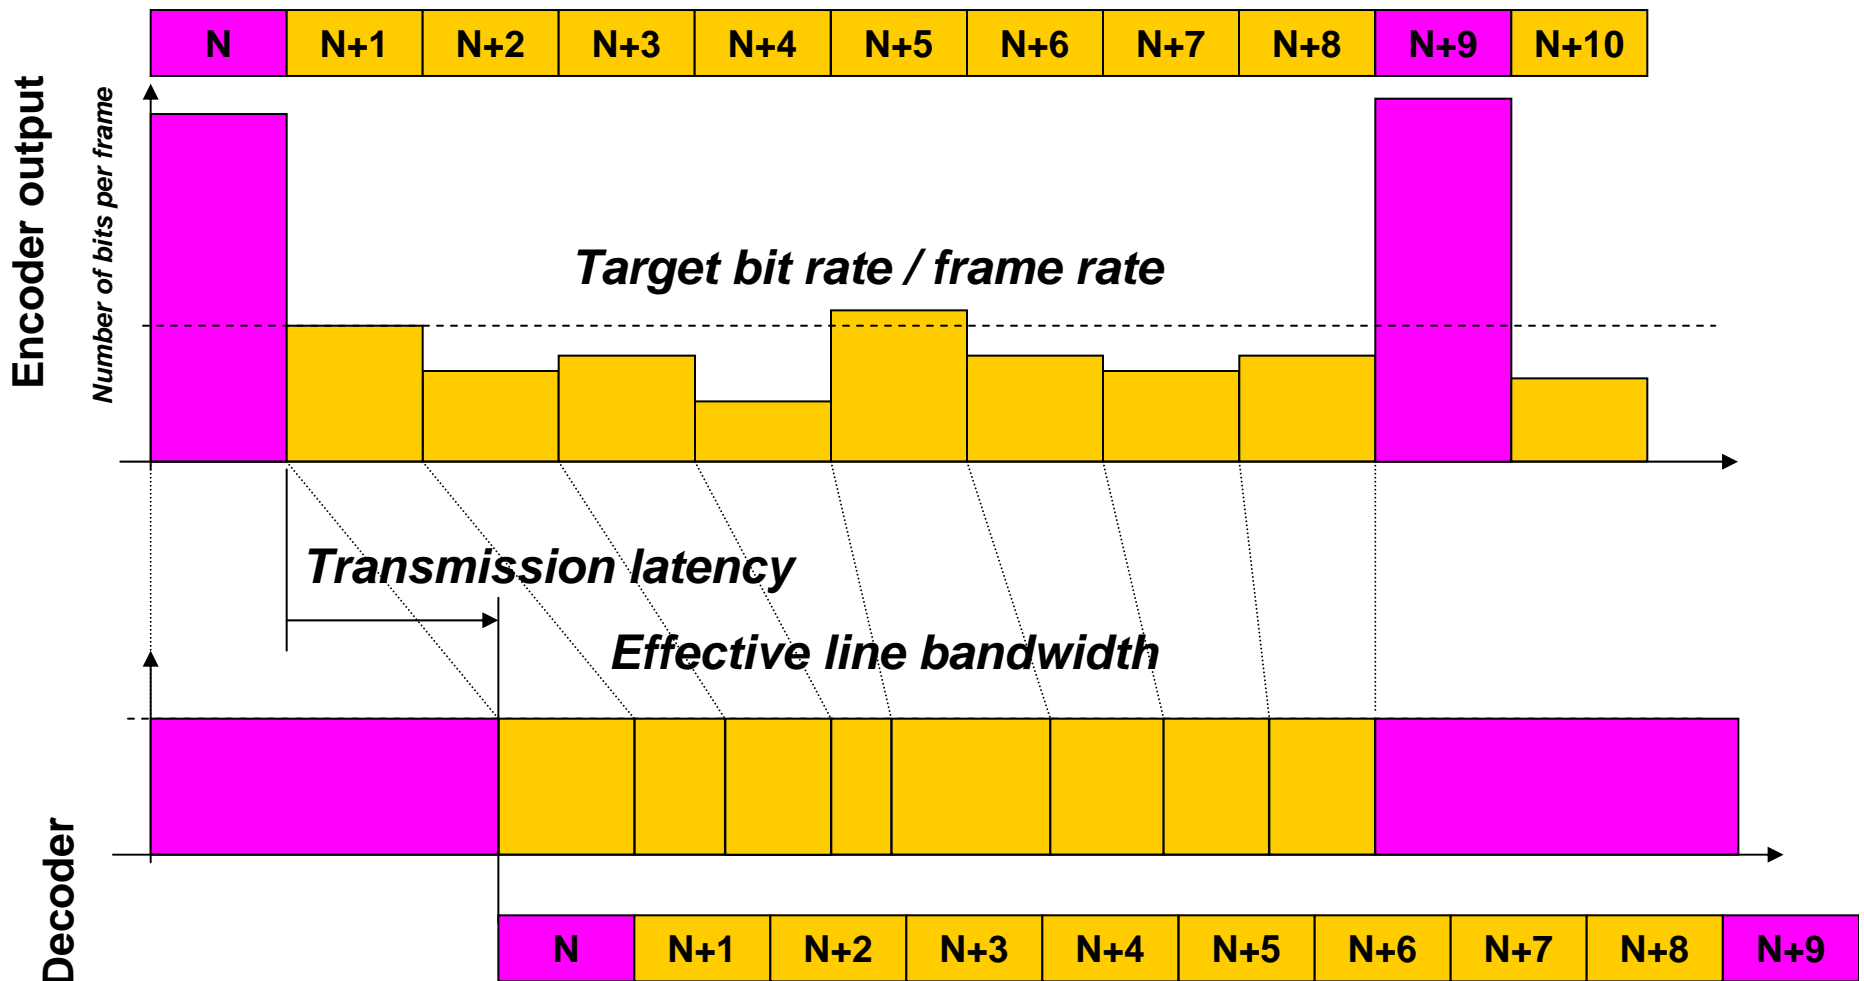 N N+1 N+2 N+3 N+4 N+5 N+6 N+7 N+8 N+9 N+10
Encoder output
Number of bits per frame
Target bit rate / frame rate
Transmission latency
Effective line bandwidth
Decoder
N N+1 N+2 N+3 N+4 N+5 N+6 N+7 N+8 N+9